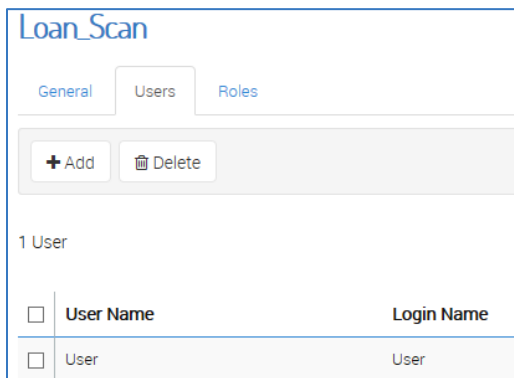 Loan_Scan
General Users Roles
Add Delete
1 User
User Name Login Name
User User